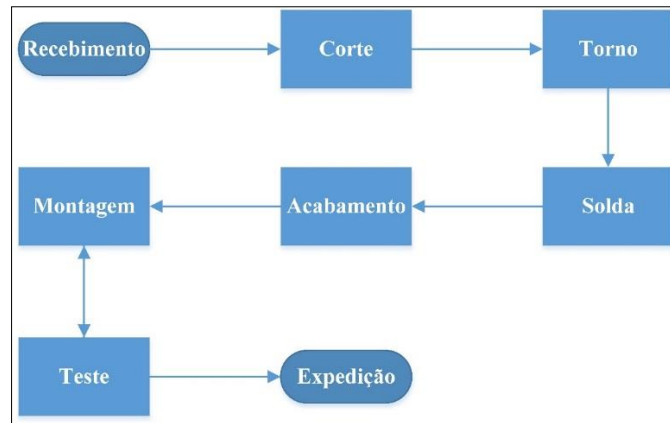 Recebimento
Corte
Torno
Montagem
Acabamento
Solda
Teste
Expedição